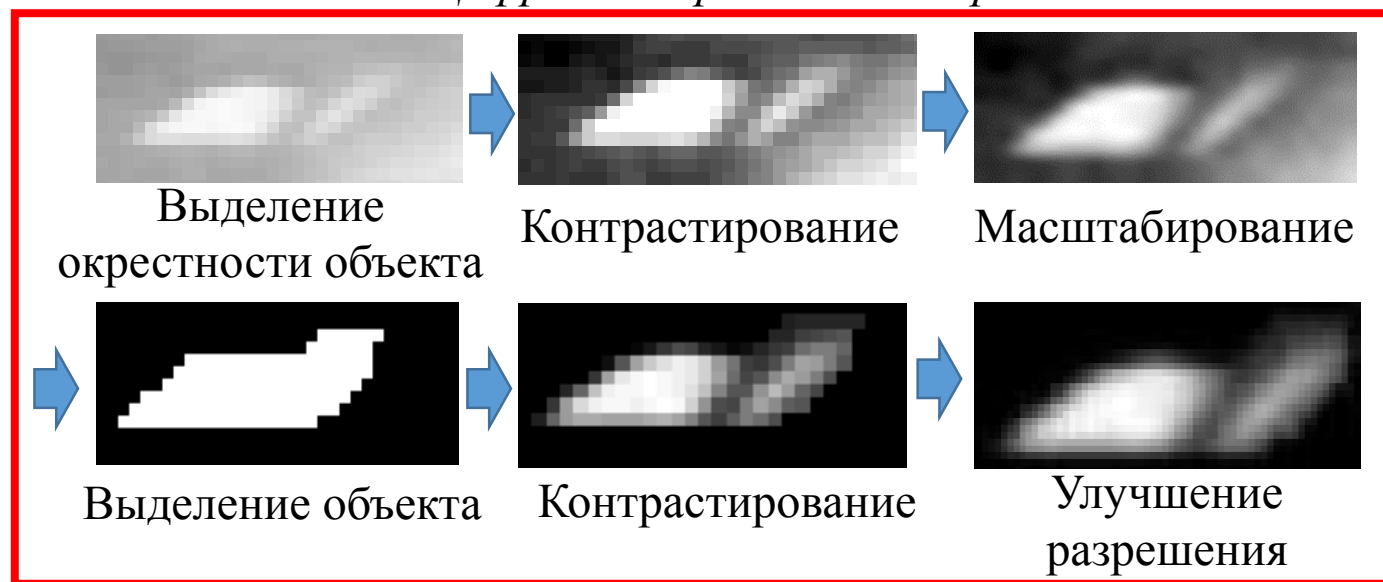 Выделение
окрестности объекта
Контрастирование
Масштабирование
Выделение объекта
Контрастирование
Улучшение
разрешения